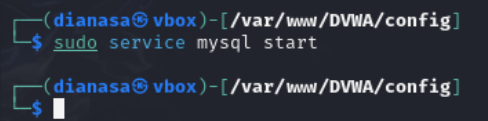 ┌──(dianasa㉿vbox)-[/var/www/DVWA/config]
└─$ sudo service mysql start
┌──(dianasa㉿vbox)-[/var/www/DVWA/config]
└─$